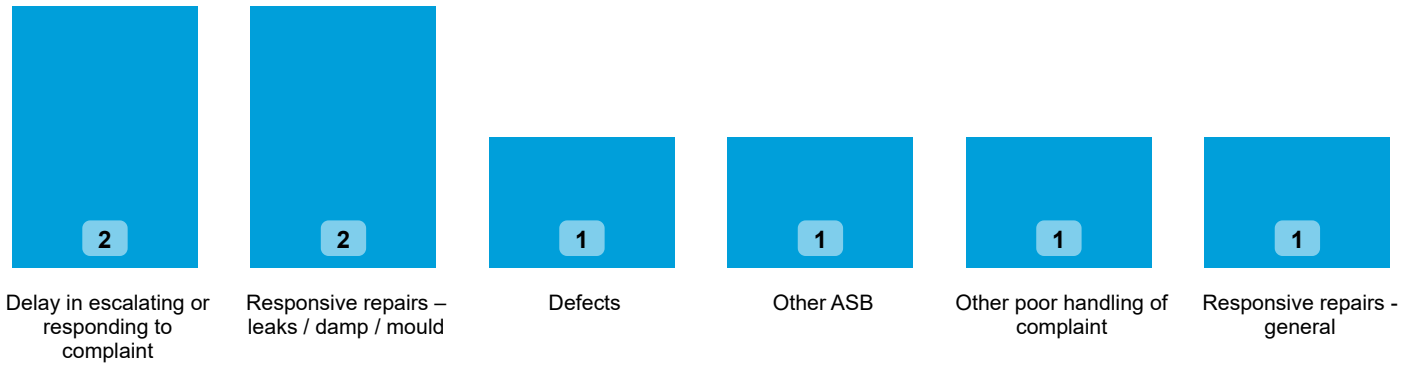 2
2
1
1
1
1
Delay in escalating or
responding to
complaint
Responsive repairs –
leaks / damp / mould
Defects
Other ASB
Other poor handling of
complaint
Responsive repairs -
general